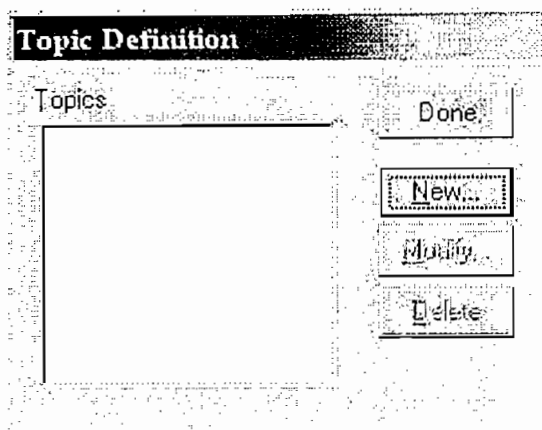 Topic Definition
Topics
Done
New...
Modify...
Delete